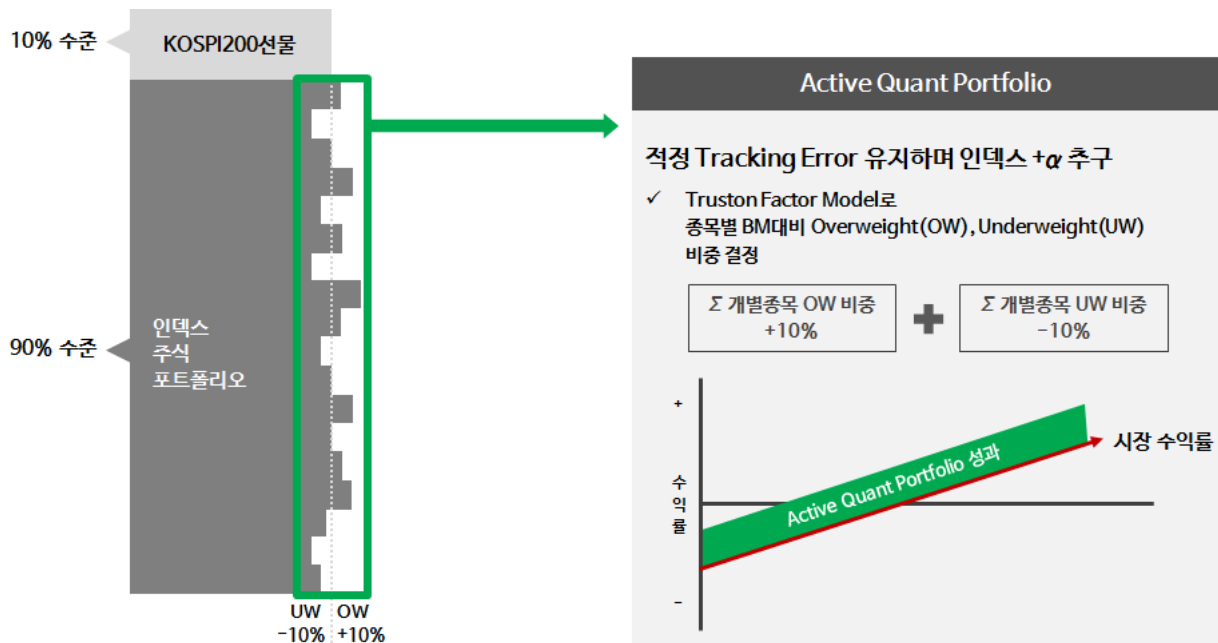 10% 수준
KOSPI200선물
90% 수준
인덱스
주식
포트폴리오
UW
-10%
OW
+10%
Active Quant Portfolio
적정 Tracking Error 유지하며 인덱스 +α 추구
✓ Truston Factor Model로
종목별 BM대비 Overweight(OW), Underweight(UW)
비중 결정
Σ 개별종목 OW 비중
+10%
Σ 개별종목 UW 비중
-10%
+
수
익
률
-
Active Quant Portfolio 성과
시장 수익률